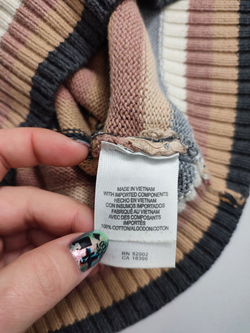 MADE IN VIETNAM
WITH IMPORTED COMPONENTS
HECHO EN VIETNAM
CON INSUMOS IMPORTADOS
FABRIQUÉ AU VIETNAM
AVEC DES COMPOSANTS
IMPORTÉS
100% COTTON/ALGODON/COTON
RN 52002
CA 16395